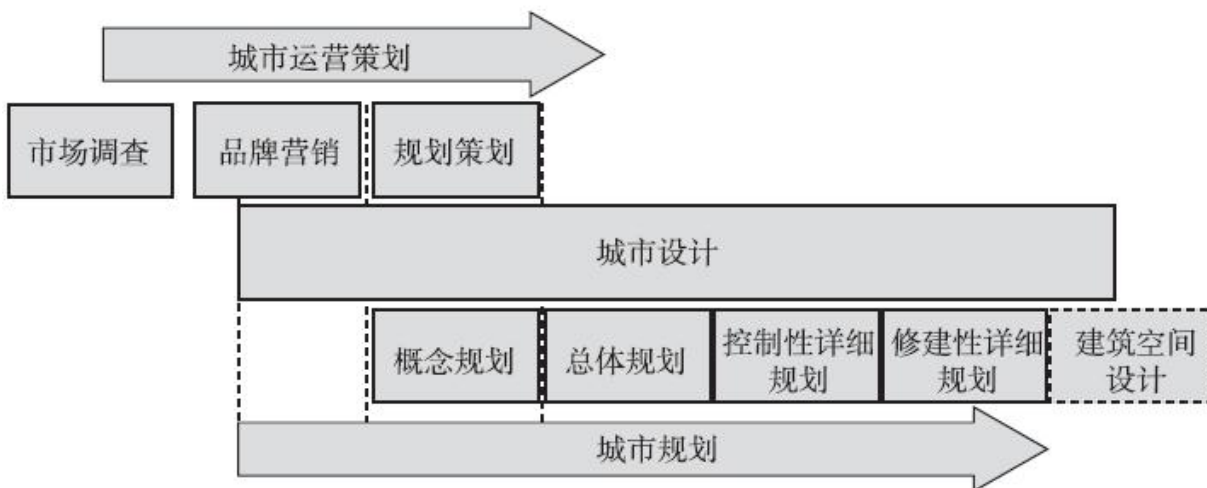 城市运营策划
市场调查
品牌营销
规划策划
城市设计
概念规划
总体规划
控制性详细
规划
修建性详细
规划
建筑空间
设计
城市规划